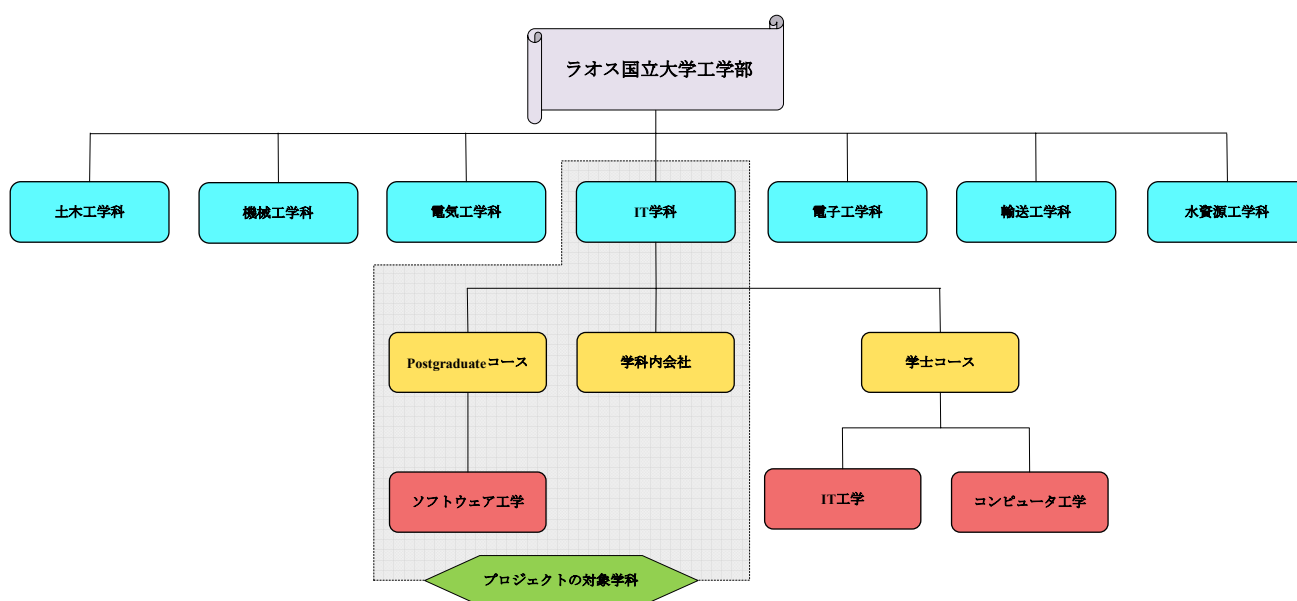 ラオス国立大学工学部
土木工学科
機械工学科
電気工学科
IT学科
電子工学科
輸送工学科
水資源工学科
Postgraduateコース
学科内会社
学士コース
ソフトウェア工学
IT工学
コンピュータ工学
プロジェクトの対象学科